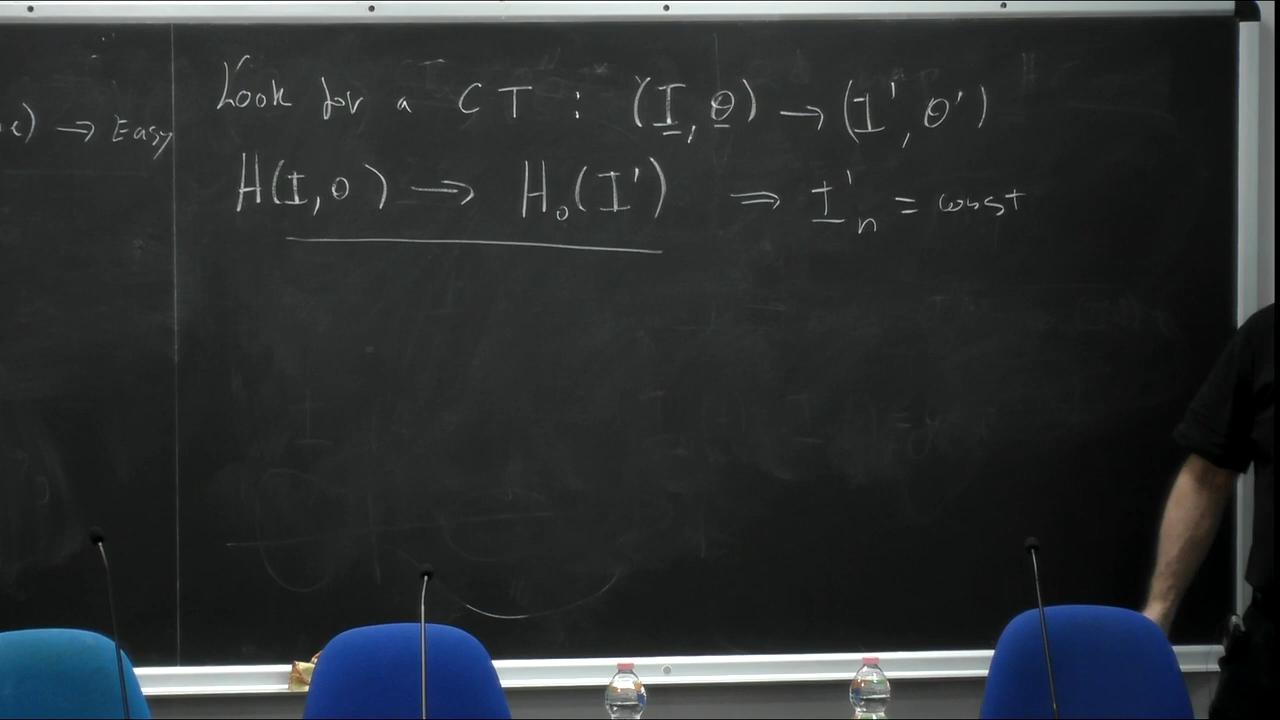 Look for a CT : (I, θ) → (I', θ')
→ Easy
H(I, θ) → H₀(I') ⇒ I'ₙ = const